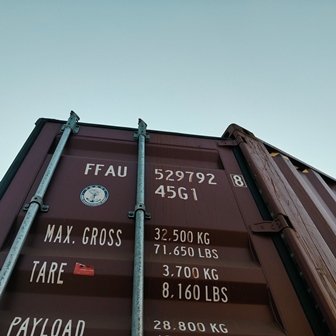 FFAU 529792 8
45G1
MAX. GROSS 32.500 KG
71.650 LBS
TARE 3.700 KG
8.160 LBS
PAYLOAD 28.800 KG